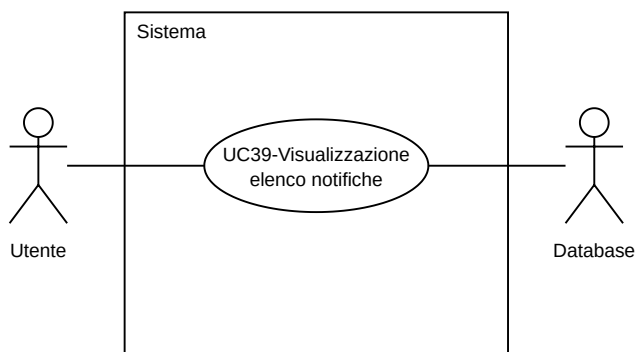 Sistema
UC39-Visualizzazione
elenco notifiche
Utente
Database